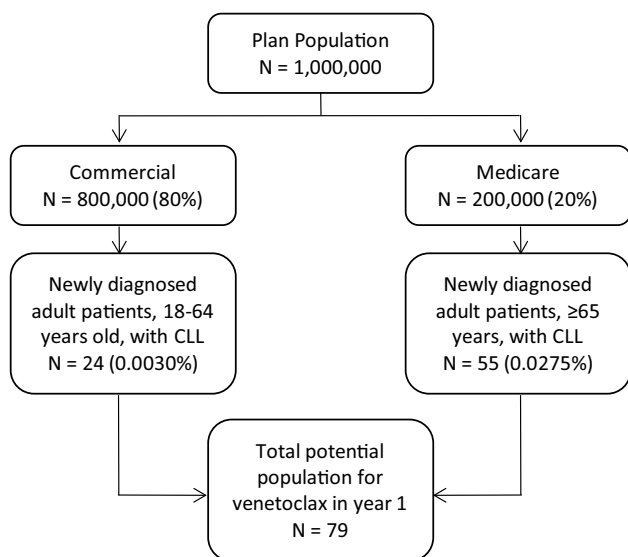 Plan Population
N = 1,000,000
Commercial
N = 800,000 (80%)
Medicare
N = 200,000 (20%)
Newly diagnosed
adult patients, 18-64
years old, with CLL
N = 24 (0.0030%)
Newly diagnosed
adult patients, ≥65
years, with CLL
N = 55 (0.0275%)
Total potential
population for
venetoclax in year 1
N = 79